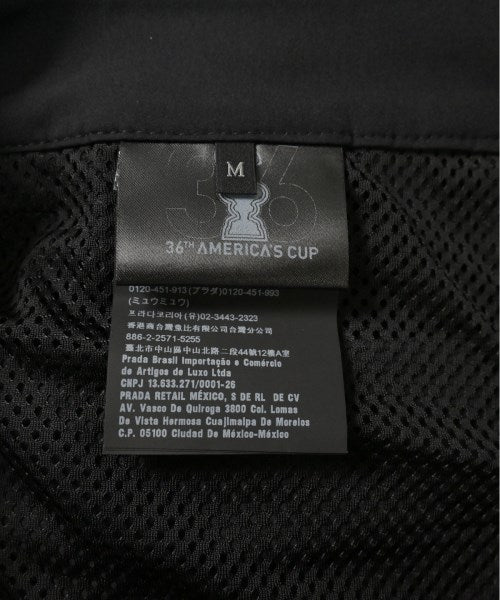 36
M
36TH AMERICA'S CUP
0120-451-913(プラダ)0120-451-993
(ミュウミュウ)
프라다코리아(유)02-3443-2323
香港商台灣魚比有限公司台灣分公司
886-2-2571-5255
臺北市中山區中山北路二段44號12樓A室
Prada Brasil Importação e Comércio
de Artigos de Luxo Ltda
CNPJ 13.633.271/0001-26
PRADA RETAIL MÉXICO, S DE RL DE CV
AV. Vasco De Quiroga 3800 Col. Lomas
De Vista Hermosa Cuajimalpa De Morelos
C.P. 05100 Ciudad De México-México